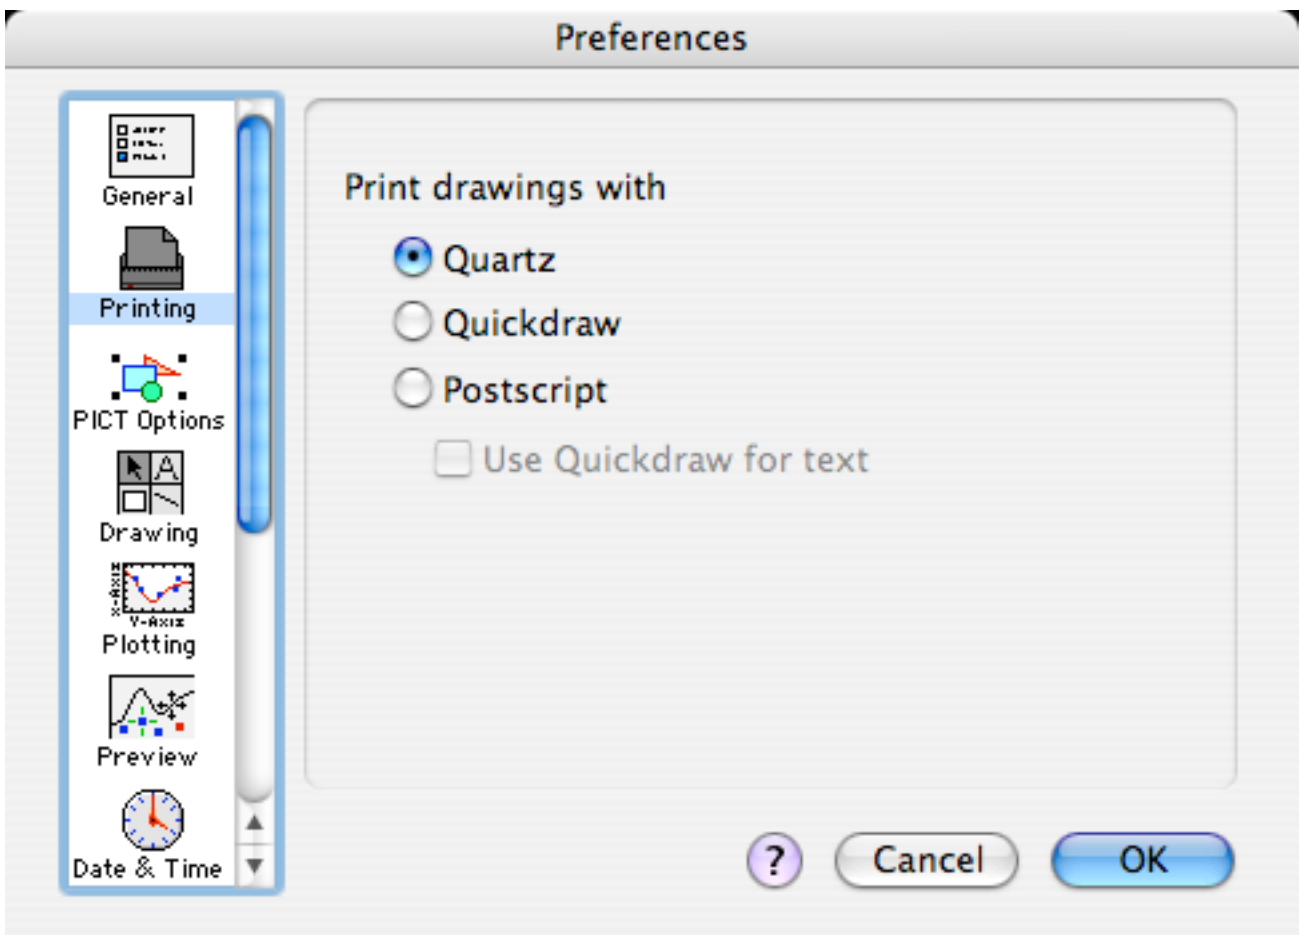 Preferences
General
Printing
PICT Options
Drawing
Plotting
Preview
Date & Time
Print drawings with
Quartz
Quickdraw
Postscript
Use Quickdraw for text
?
Cancel
OK